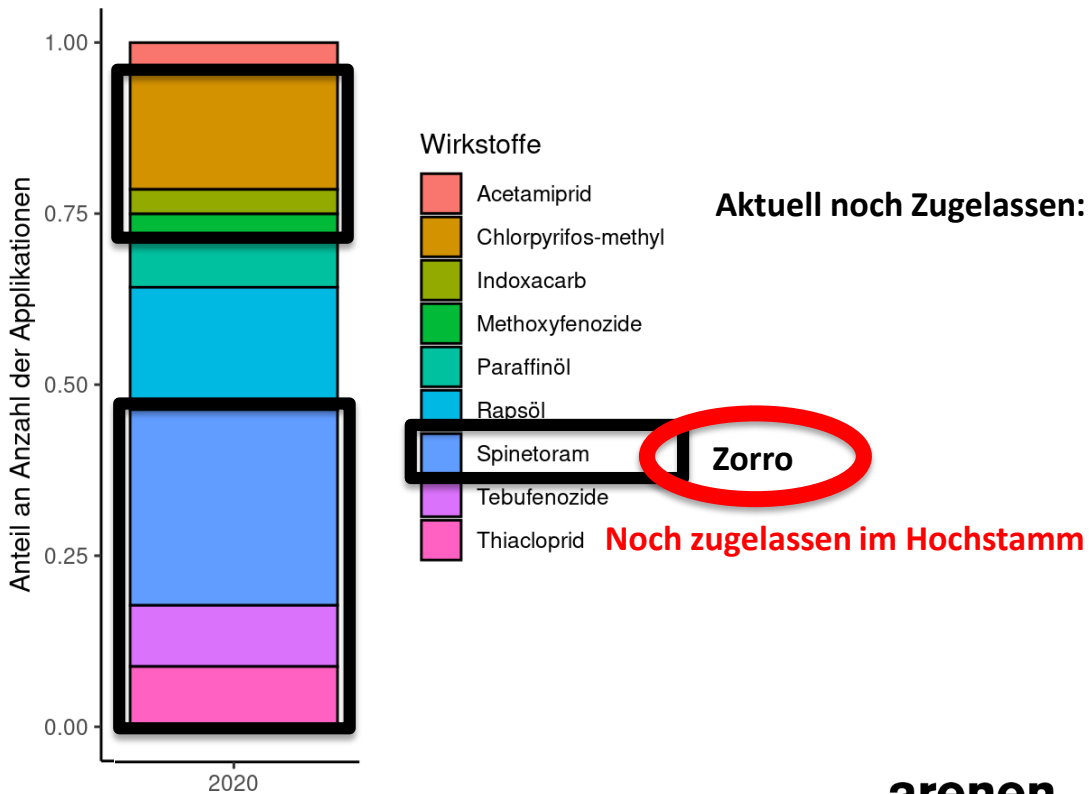 Anteil an Anzahl der Applikationen
1.00
0.75
0.50
0.25
0.00
2020
Wirkstoffe
Acetamiprid
Chlorpyrifos-methyl
Indoxacarb
Methoxyfenozide
Paraffinöl
Rapsöl
Spinetoram
Tebufenozide
Thiacloprid
Aktuell noch Zugelassen:
Zorro
Noch zugelassen im Hochstamm